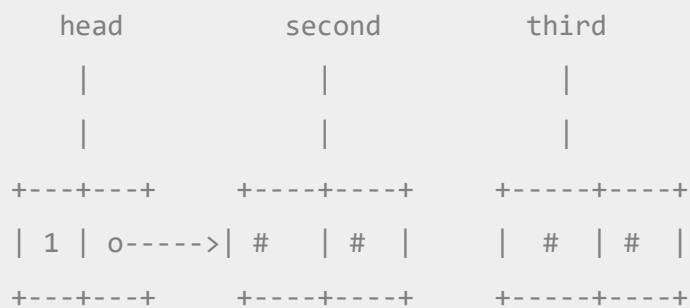 head second third
| | |
| | |
+---+---+ +----+----+ +-----+----+
| 1 | o----->| # | # | | # | # |
+---+---+ +----+----+ +-----+----+